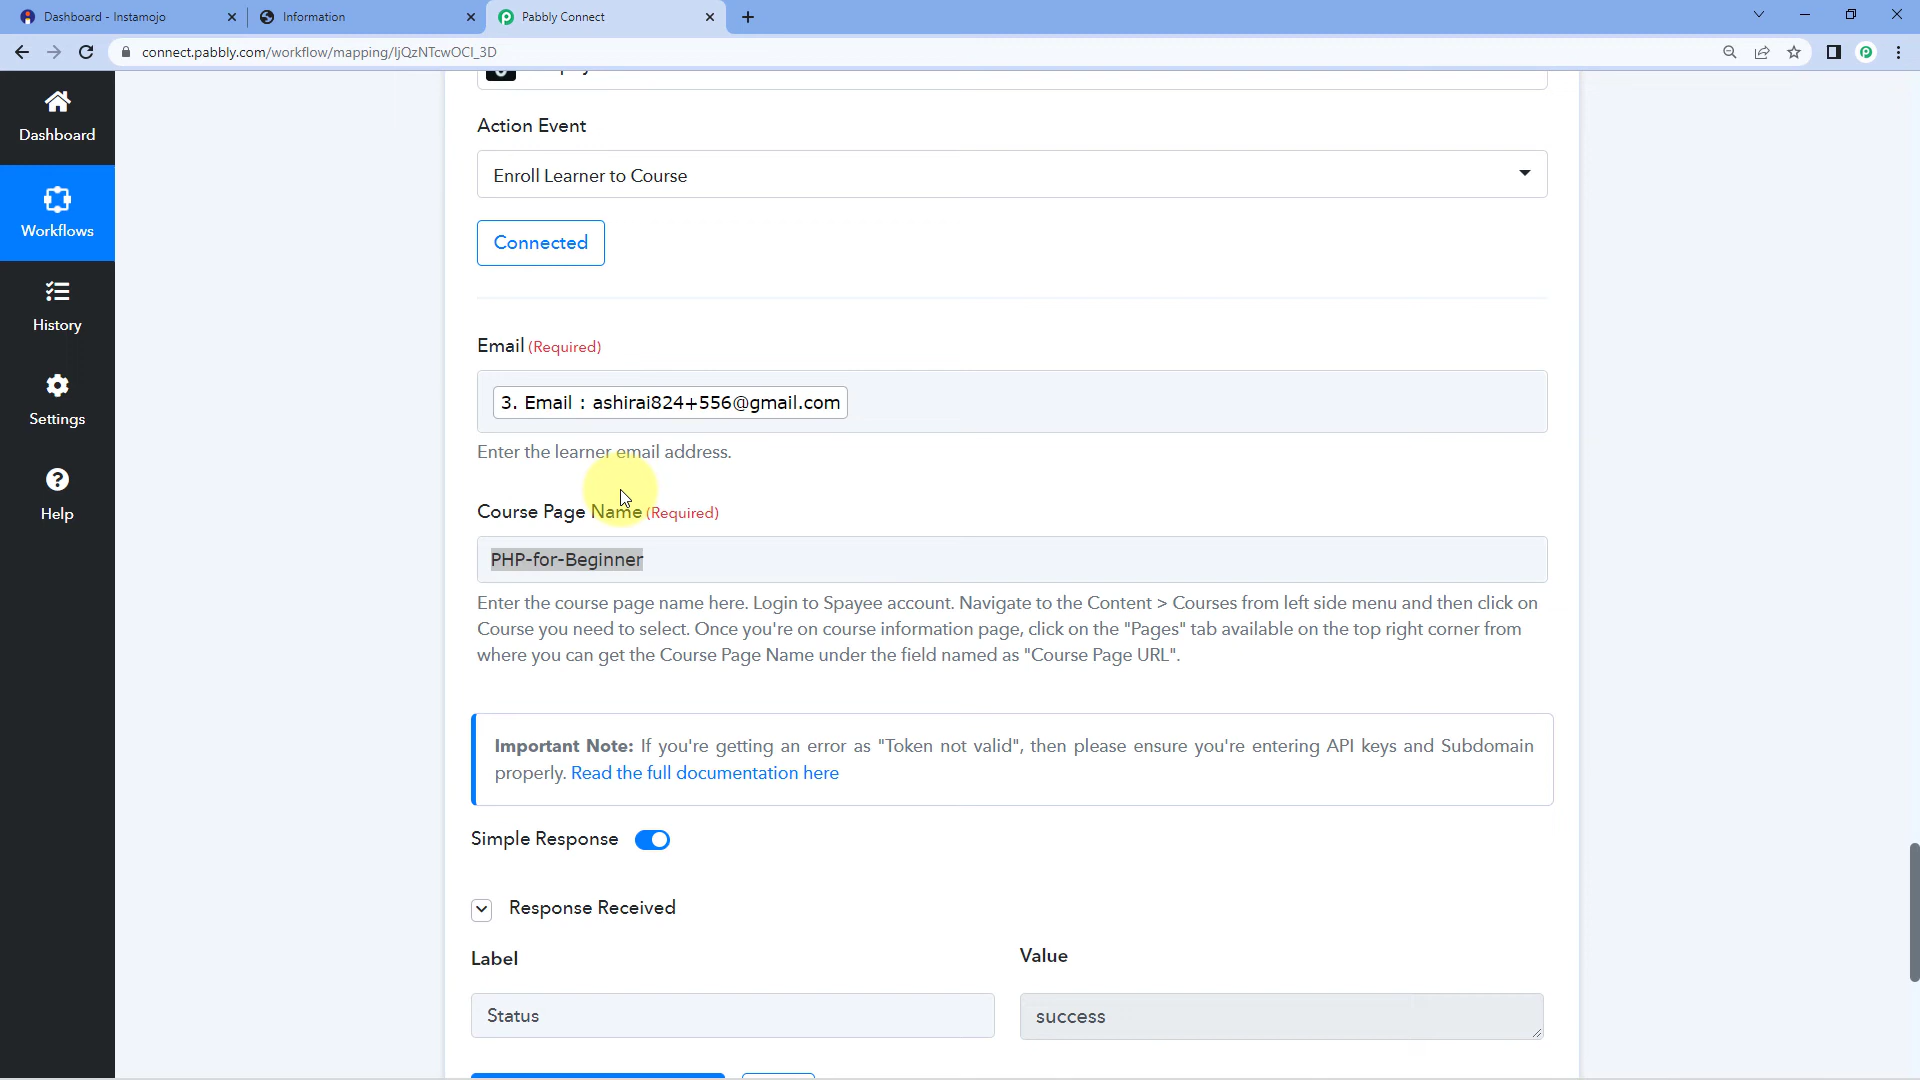 Dashboard - Instamojo
Information
Pabbly Connect
connect.pabbly.com/workflow/mapping/IjQzNTcwOCI_3D
Dashboard
Workflows
History
Settings
Help
Action Event
Enroll Learner to Course
Connected
Email (Required)
3. Email : ashirai824+556@gmail.com
Enter the learner email address.
Course Page Name (Required)
PHP-for-Beginner
Enter the course page name here. Login to Spayee account. Navigate to the Content > Courses from left side menu and then click on
Course you need to select. Once you're on course information page, click on the "Pages" tab available on the top right corner from
where you can get the Course Page Name under the field named as "Course Page URL".
Important Note: If you're getting an error as "Token not valid", then please ensure you're entering API keys and Subdomain
properly. Read the full documentation here
Simple Response
Response Received
Label
Value
Status
success